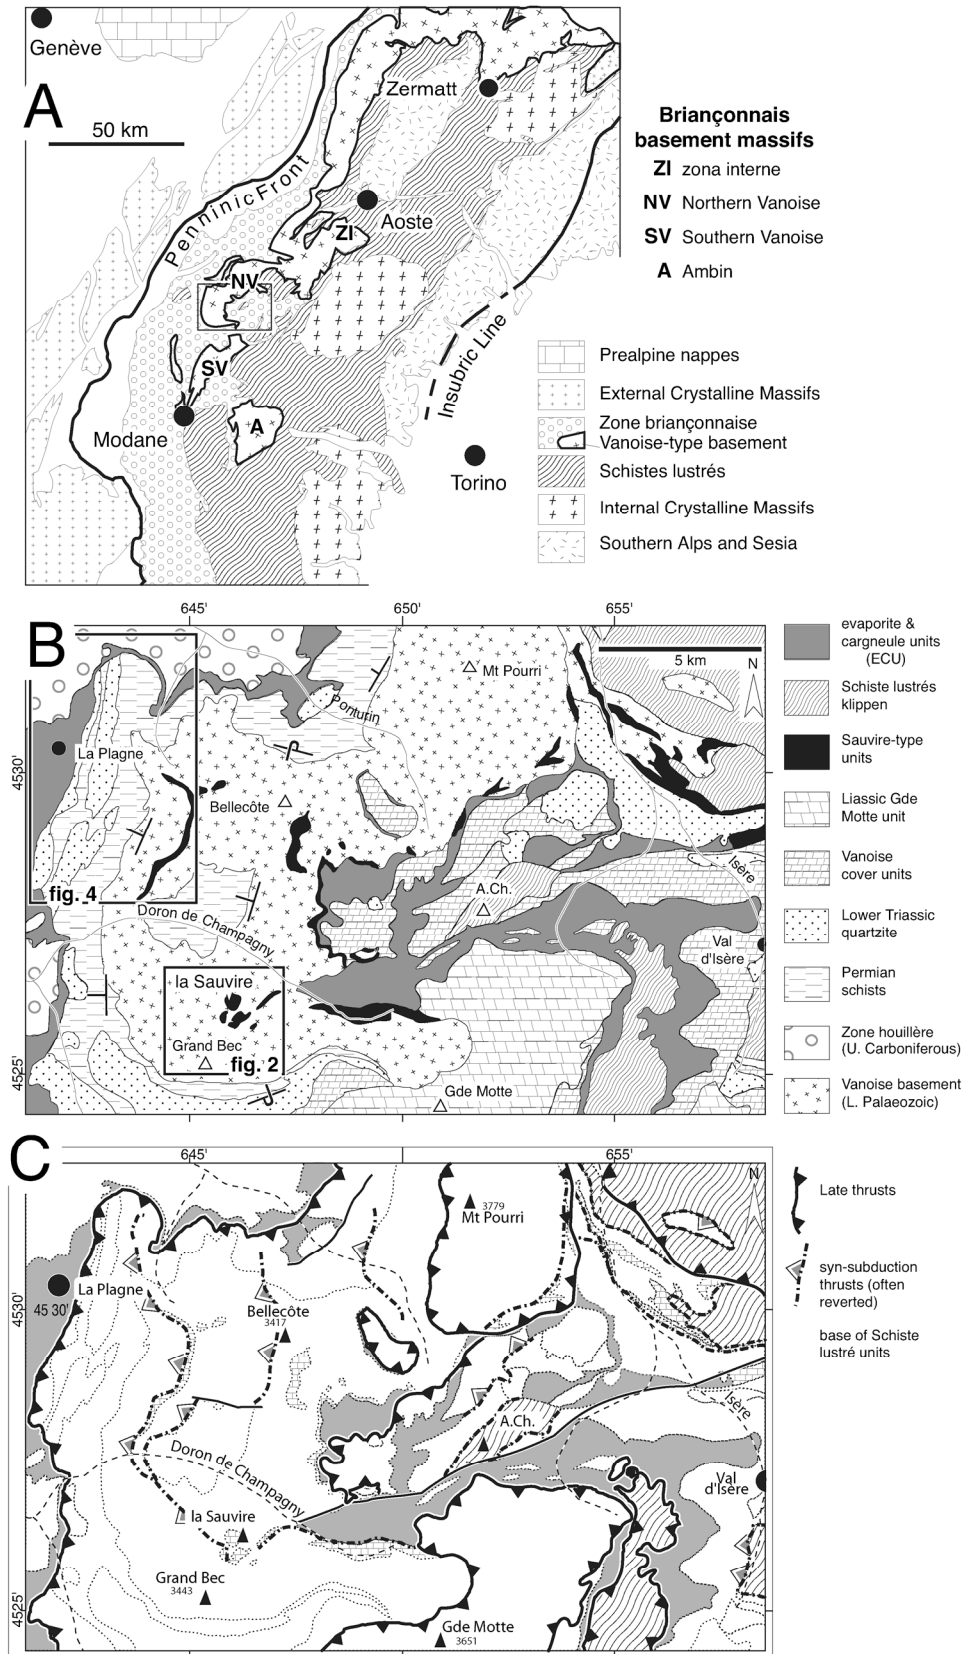 A
Genève
50 km
Penninic Front
Zermatt
Aoste
ZI
NV
SV
A
Modane
Insubric Line
Torino
Briançonnais
basement massifs
ZI zona interne
NV Northern Vanoise
SV Southern Vanoise
A Ambin
Prealpine nappes
External Crystalline Massifs
Zone briançonnaise
Vanoise-type basement
Schistes lustrés
Internal Crystalline Massifs
Southern Alps and Sesia
B
645'
650'
655'
4530'
4525'
5 km
N
Mt Pourri
Ponturin
La Plagne
Bellecôte
fig. 4
A.Ch.
Isère
Doron de Champagny
Val
d'Isère
la Sauvire
Grand Bec
fig. 2
Gde Motte
evaporite &
cargneule units
(ECU)
Schiste lustrés
klippen
Sauvire-type
units
Liassic Gde
Motte unit
Vanoise
cover units
Lower Triassic
quartzite
Permian
schists
Zone houillère
(U. Carboniferous)
Vanoise basement
(L. Palaeozoic)
C
645'
655'
4530'
4525'
N
3779
Mt Pourri
La Plagne
45 30'
Bellecôte
3417
A.Ch.
Isère
Doron de Champagny
Val
d'Isère
la Sauvire
Grand Bec
3443
Gde Motte
3651
Late thrusts
syn-subduction
thrusts (often
reverted)
base of Schiste
lustré units